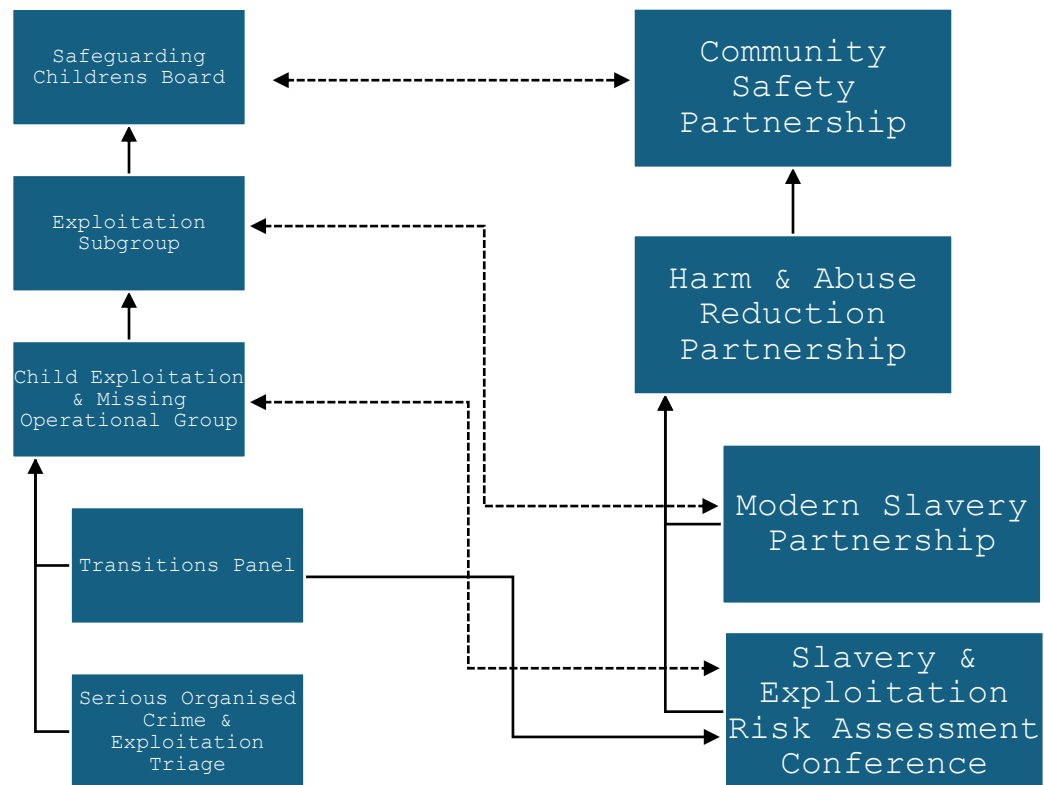 Safeguarding
Childrens Board
Community
Safety
Partnership
Exploitation
Subgroup
Harm & Abuse
Reduction
Partnership
Child Exploitation
& Missing
Operational Group
Modern Slavery
Partnership
Transitions Panel
Slavery &
Exploitation
Risk Assessment
Conference
Serious Organised
Crime &
Exploitation
Triage